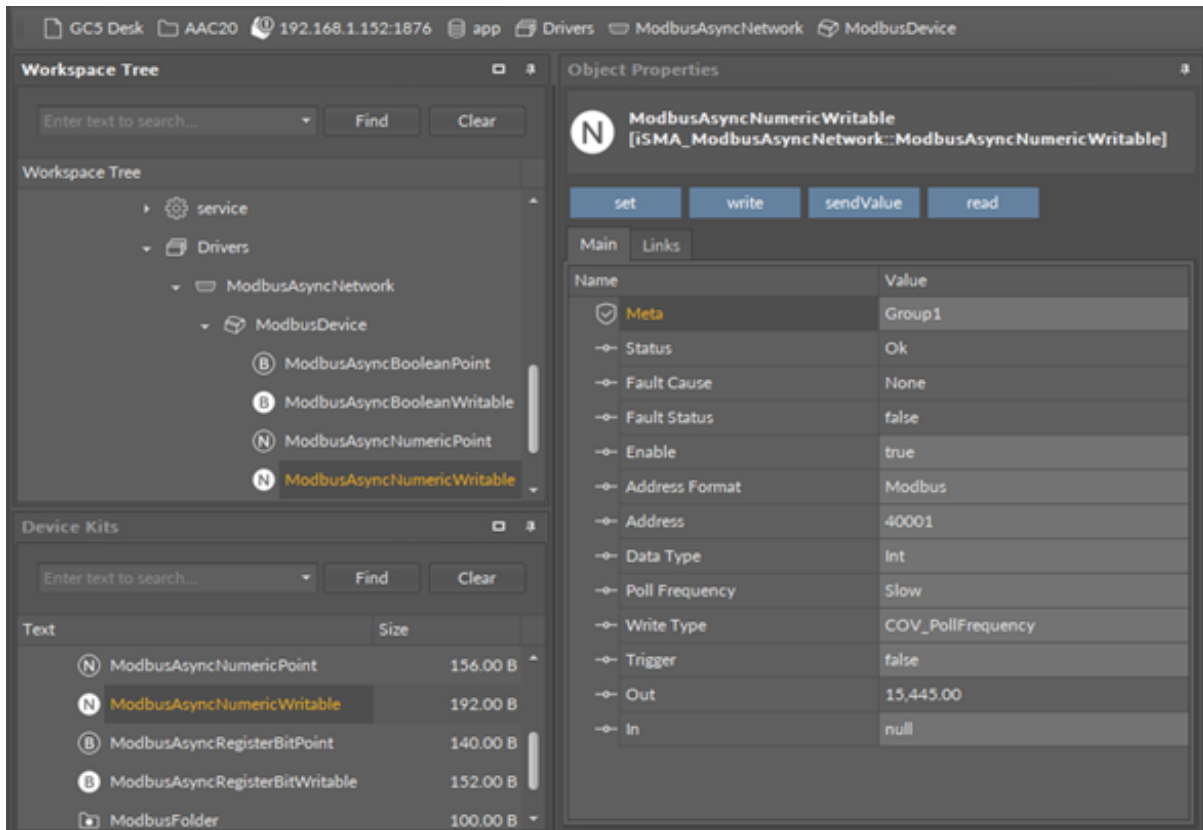 GC5 Desk AAC20 192.168.1.152:1876 app Drivers ModbusAsyncNetwork ModbusDevice
Workspace Tree
Enter text to search... Find Clear
Workspace Tree
service
Drivers
ModbusAsyncNetwork
ModbusDevice
B ModbusAsyncBooleanPoint
B ModbusAsyncBooleanWritable
N ModbusAsyncNumericPoint
N ModbusAsyncNumericWritable
Device Kits
Enter text to search... Find Clear
Text Size
N ModbusAsyncNumericPoint 156.00 B
N ModbusAsyncNumericWritable 192.00 B
B ModbusAsyncRegisterBitPoint 140.00 B
B ModbusAsyncRegisterBitWritable 152.00 B
ModbusFolder 100.00 B
Object Properties
N ModbusAsyncNumericWritable
[iSMA_ModbusAsyncNetwork::ModbusAsyncNumericWritable]
set write sendValue read
Main Links
Name Value
Meta Group1
Status Ok
Fault Cause None
Fault Status false
Enable true
Address Format Modbus
Address 40001
Data Type Int
Poll Frequency Slow
Write Type COV_PollFrequency
Trigger false
Out 15,445.00
In null